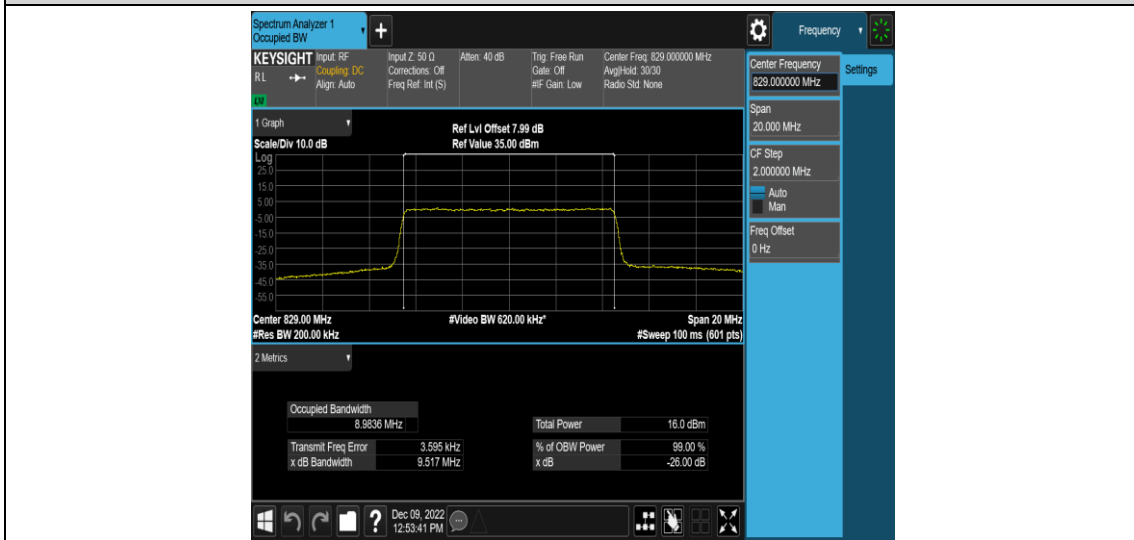 Spectrum Analyzer 1
Occupied BW
+
Frequency
KEYSIGHT
RL
Input: RF
Coupling: DC
Align: Auto
Input Z: 50 Ω
Corrections: Off
Freq Ref: Int (S)
Atten: 40 dB
Trig: Free Run
Gate: Off
#IF Gain: Low
Center Freq: 829.000000 MHz
Avg|Hold: 30/30
Radio Std: None
Center Frequency
829.000000 MHz
Settings
Span
20.000 MHz
CF Step
2.000000 MHz
Auto
Man
Freq Offset
0 Hz
1 Graph
Scale/Div 10.0 dB
Ref Lvl Offset 7.99 dB
Ref Value 35.00 dBm
Log
25.0
15.0
5.00
-5.00
-15.0
-25.0
-35.0
-45.0
-55.0
Center 829.00 MHz
#Res BW 200.00 kHz
#Video BW 620.00 kHz*
Span 20 MHz
#Sweep 100 ms (601 pts)
2 Metrics
Occupied Bandwidth
8.9836 MHz
Total Power 16.0 dBm
Transmit Freq Error 3.595 kHz
% of OBW Power 99.00 %
x dB Bandwidth 9.517 MHz
x dB -26.00 dB
?
Dec 09, 2022
12:53:41 PM